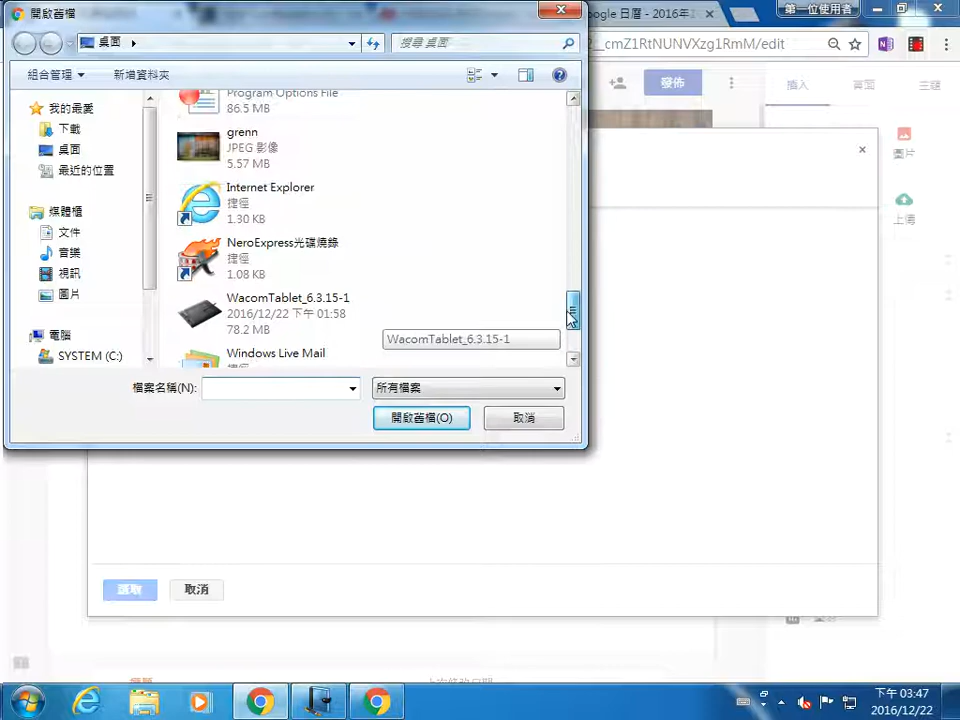 開啟舊檔
ogle 日曆 - 2016年
第一位使用者
桌面
搜尋 桌面
_cmZ1RtNUNVXzg1RmM/edit
組合管理
新增資料夾
發佈
插入
頁面
我的最愛
下載
桌面
最近的位置
媒體櫃
文件
音樂
視訊
圖片
電腦
SYSTEM (C:)
Program Options File
86.5 MB
grenn
JPEG 影像
5.57 MB
Internet Explorer
捷徑
1.30 KB
NeroExpress光碟燒錄
捷徑
1.08 KB
WacomTablet_6.3.15-1
2016/12/22 下午 01:58
78.2 MB
WacomTablet_6.3.15-1
Windows Live Mail
圖片
上傳
檔案名稱(N):
所有檔案
開啟舊檔(O)
取消
選取
取消
下午 03:47
2016/12/22